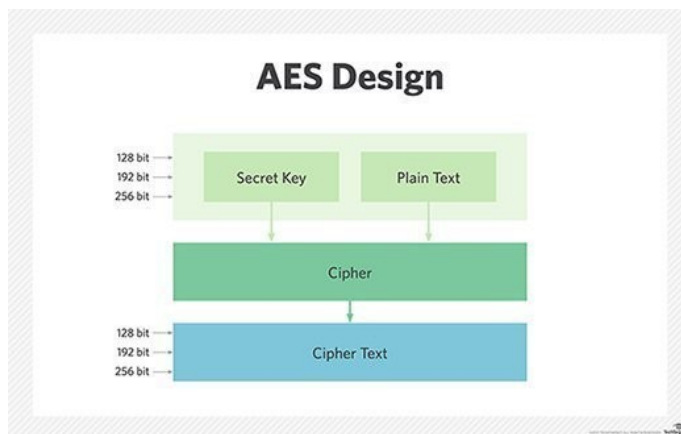 AES Design
128 bit
192 bit
256 bit
Secret Key
Plain Text
Cipher
128 bit
192 bit
256 bit
Cipher Text